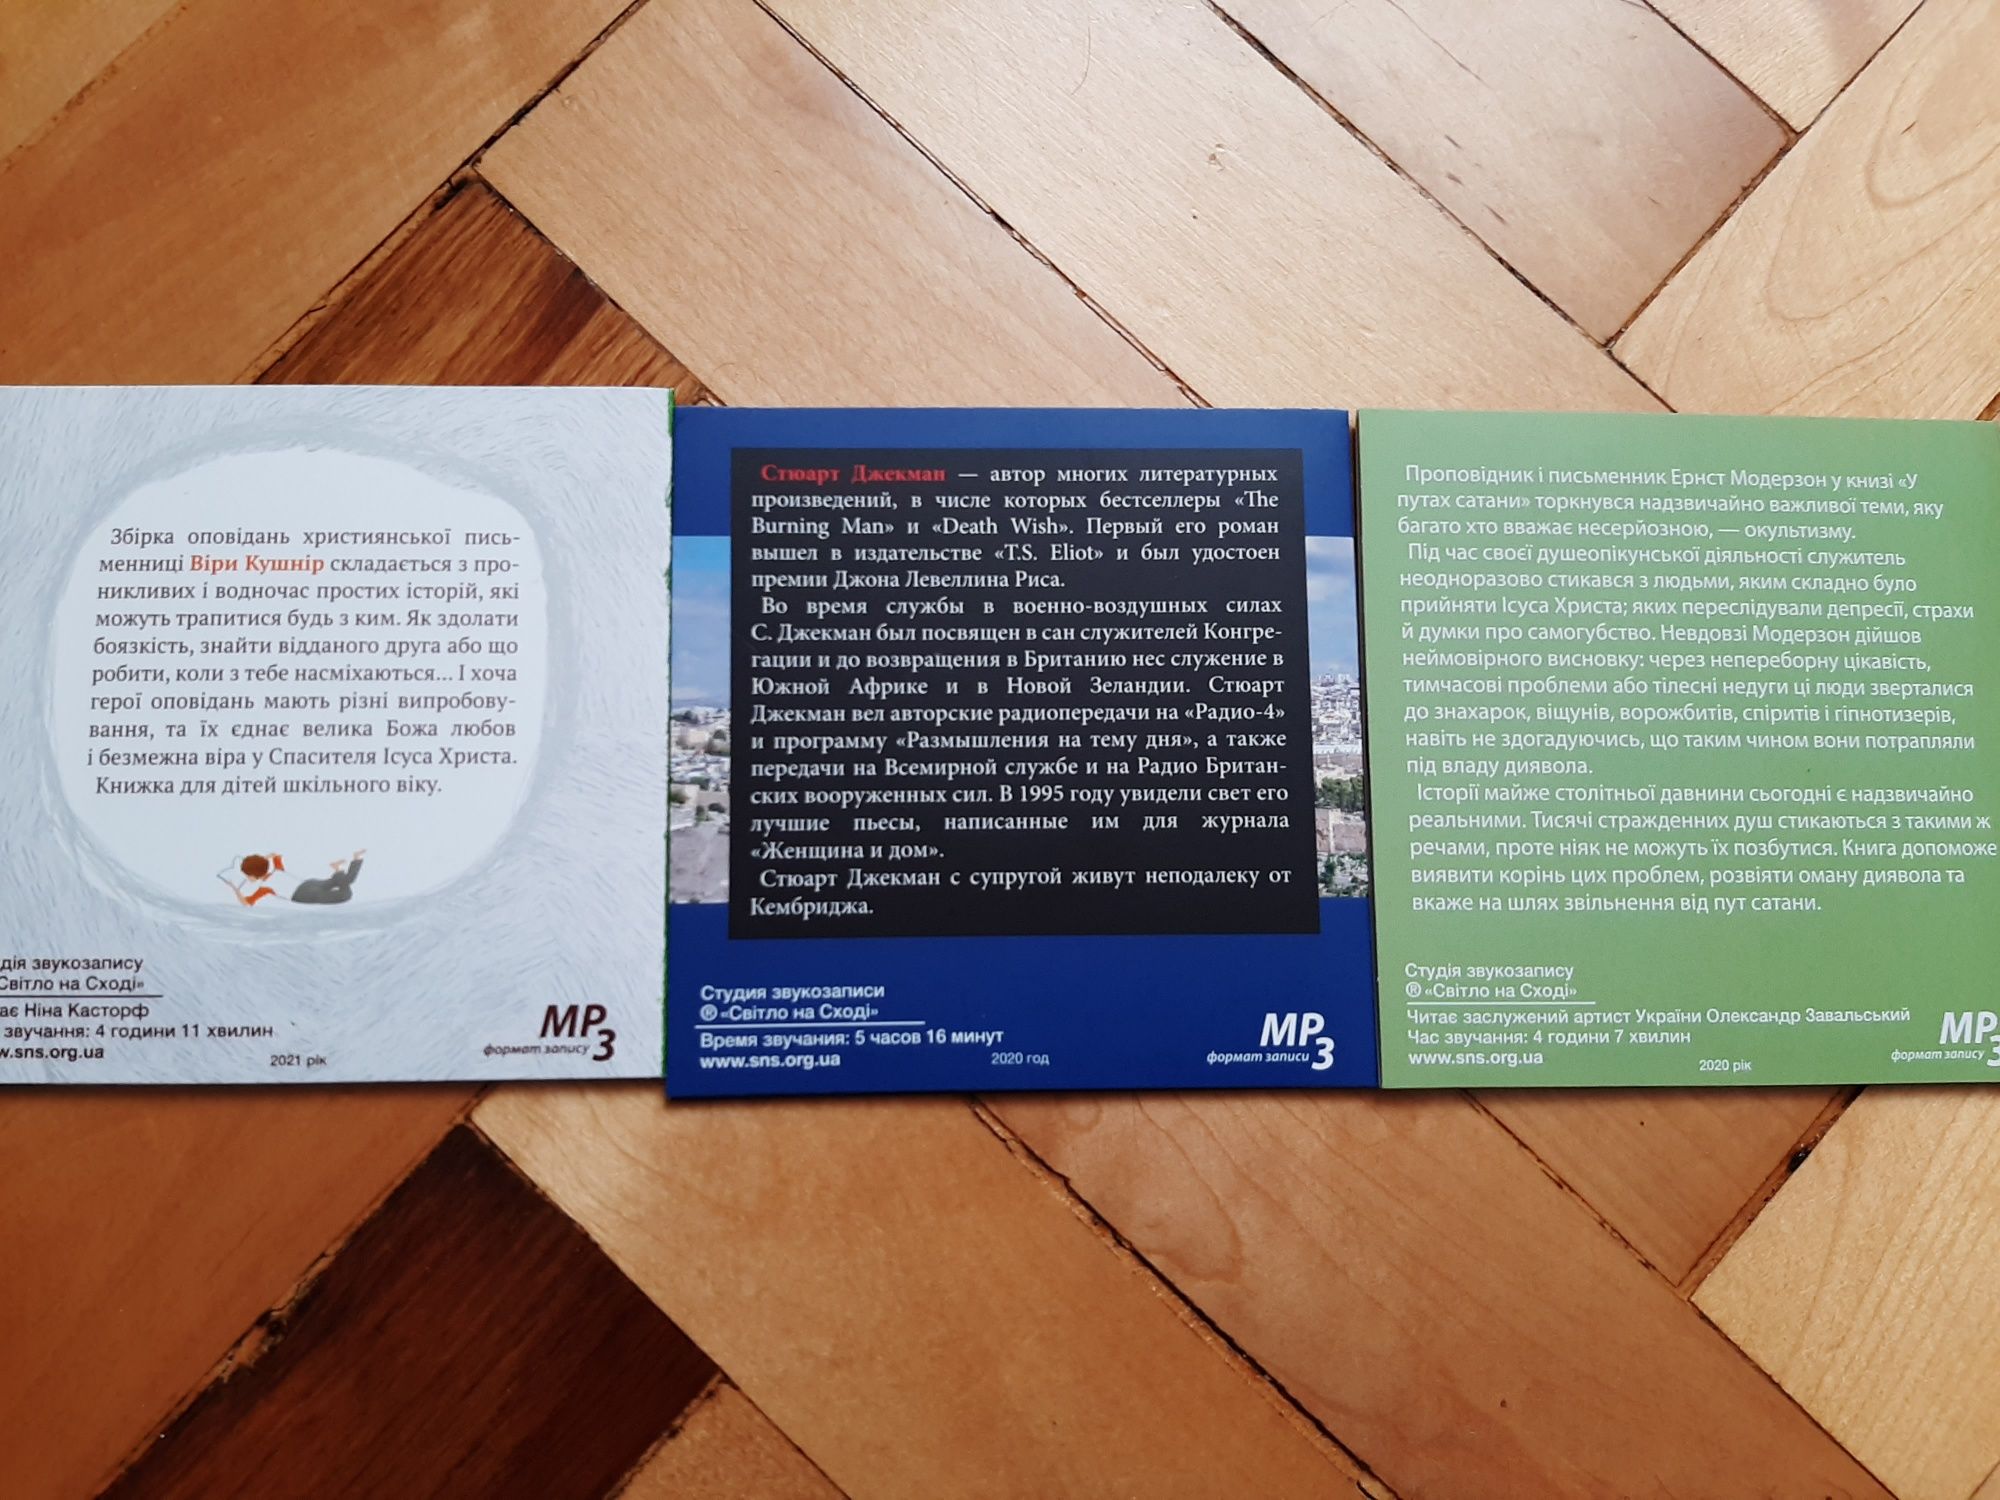 Збірка оповідань християнської пись-
менниці Віри Кушнір складається з про-
никливих і водночас простих історій, які
можуть трапитися будь з ким. Як здолати
боязкість, знайти відданого друга або що
робити, коли з тебе насміхаються... І хоча
герої оповідань мають різні випробову-
вання, та їх єднає велика Божа любов
і безмежна віра у Спасителя Ісуса Христа.
Книжка для дітей шкільного віку.
дія звукозапису
Світло на Сході»
ає Ніна Касторф
звучання: 4 години 11 хвилин
w.sns.org.ua
2021 рік
MP3
формат запису
Стюарт Джекман — автор многих литературных
произведений, в числе которых бестселлеры «The
Burning Man» и «Death Wish». Первый его роман
вышел в издательстве «T.S. Eliot» и был удостоен
премии Джона Левеллина Риса.
Во время службы в военно-воздушных силах
С. Джекман был посвящен в сан служителей Конгре-
гации и до возвращения в Британию нес служение в
Южной Африке и в Новой Зеландии. Стюарт
Джекман вел авторские радиопередачи на «Радио-4»
и программу «Размышления на тему дня», а также
передачи на Всемирной службе и на Радио Британ-
ских вооруженных сил. В 1995 году увидели свет его
лучшие пьесы, написанные им для журнала
«Женщина и дом».
Стюарт Джекман с супругой живут неподалеку от
Кембриджа.
Студия звукозаписи
® «Світло на Сході»
Время звучания: 5 часов 16 минут
www.sns.org.ua
2020 год
MP3
формат записи
Проповідник і письменник Ернст Модерзон у книзі «У
путах сатани» торкнувся надзвичайно важливої теми, яку
багато хто вважає несерйозною, — окультизму.
Під час своєї душеопікунської діяльності служитель
неодноразово стикався з людьми, яким складно було
прийняти Ісуса Христа; яких переслідували депресії, страхи
й думки про самогубство. Невдовзі Модерзон дійшов
неймовірного висновку: через непереборну цікавість,
тимчасові проблеми або тілесні недуги ці люди зверталися
до знахарок, віщунів, ворожбитів, спіритів і гіпнотизерів,
навіть не здогадуючись, що таким чином вони потрапляли
під владу диявола.
Історії майже столітньої давнини сьогодні є надзвичайно
реальними. Тисячі стражденних душ стикаються з такими ж
речами, проте ніяк не можуть їх позбутися. Книга допоможе
виявити корінь цих проблем, розвіяти оману диявола та
вкаже на шлях звільнення від пут сатани.
Студія звукозапису
® «Світло на Сході»
Читає заслужений артист України Олександр Завальський
Час звучання: 4 години 7 хвилин
www.sns.org.ua
2020 рік
MP3
формат запису